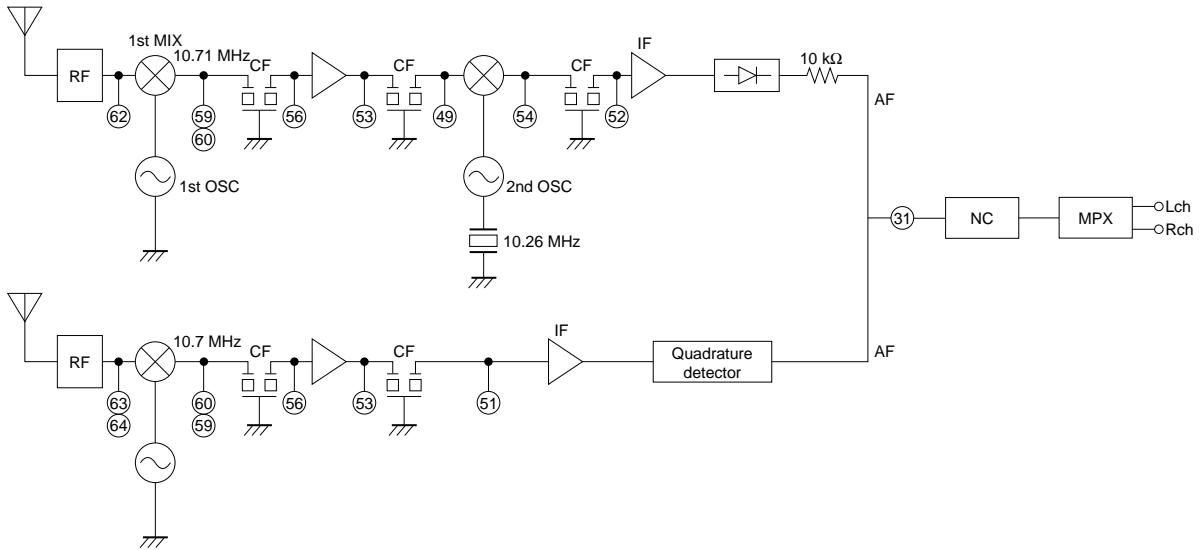 1st MIX
10.71 MHz
RF
CF
CF
CF
IF
10 kΩ
AF
62
59
60
56
53
49
54
52
1st OSC
2nd OSC
10.26 MHz
31
NC
MPX
Lch
Rch
10.7 MHz
RF
CF
CF
IF
Quadrature
detector
AF
63
64
60
59
56
53
51